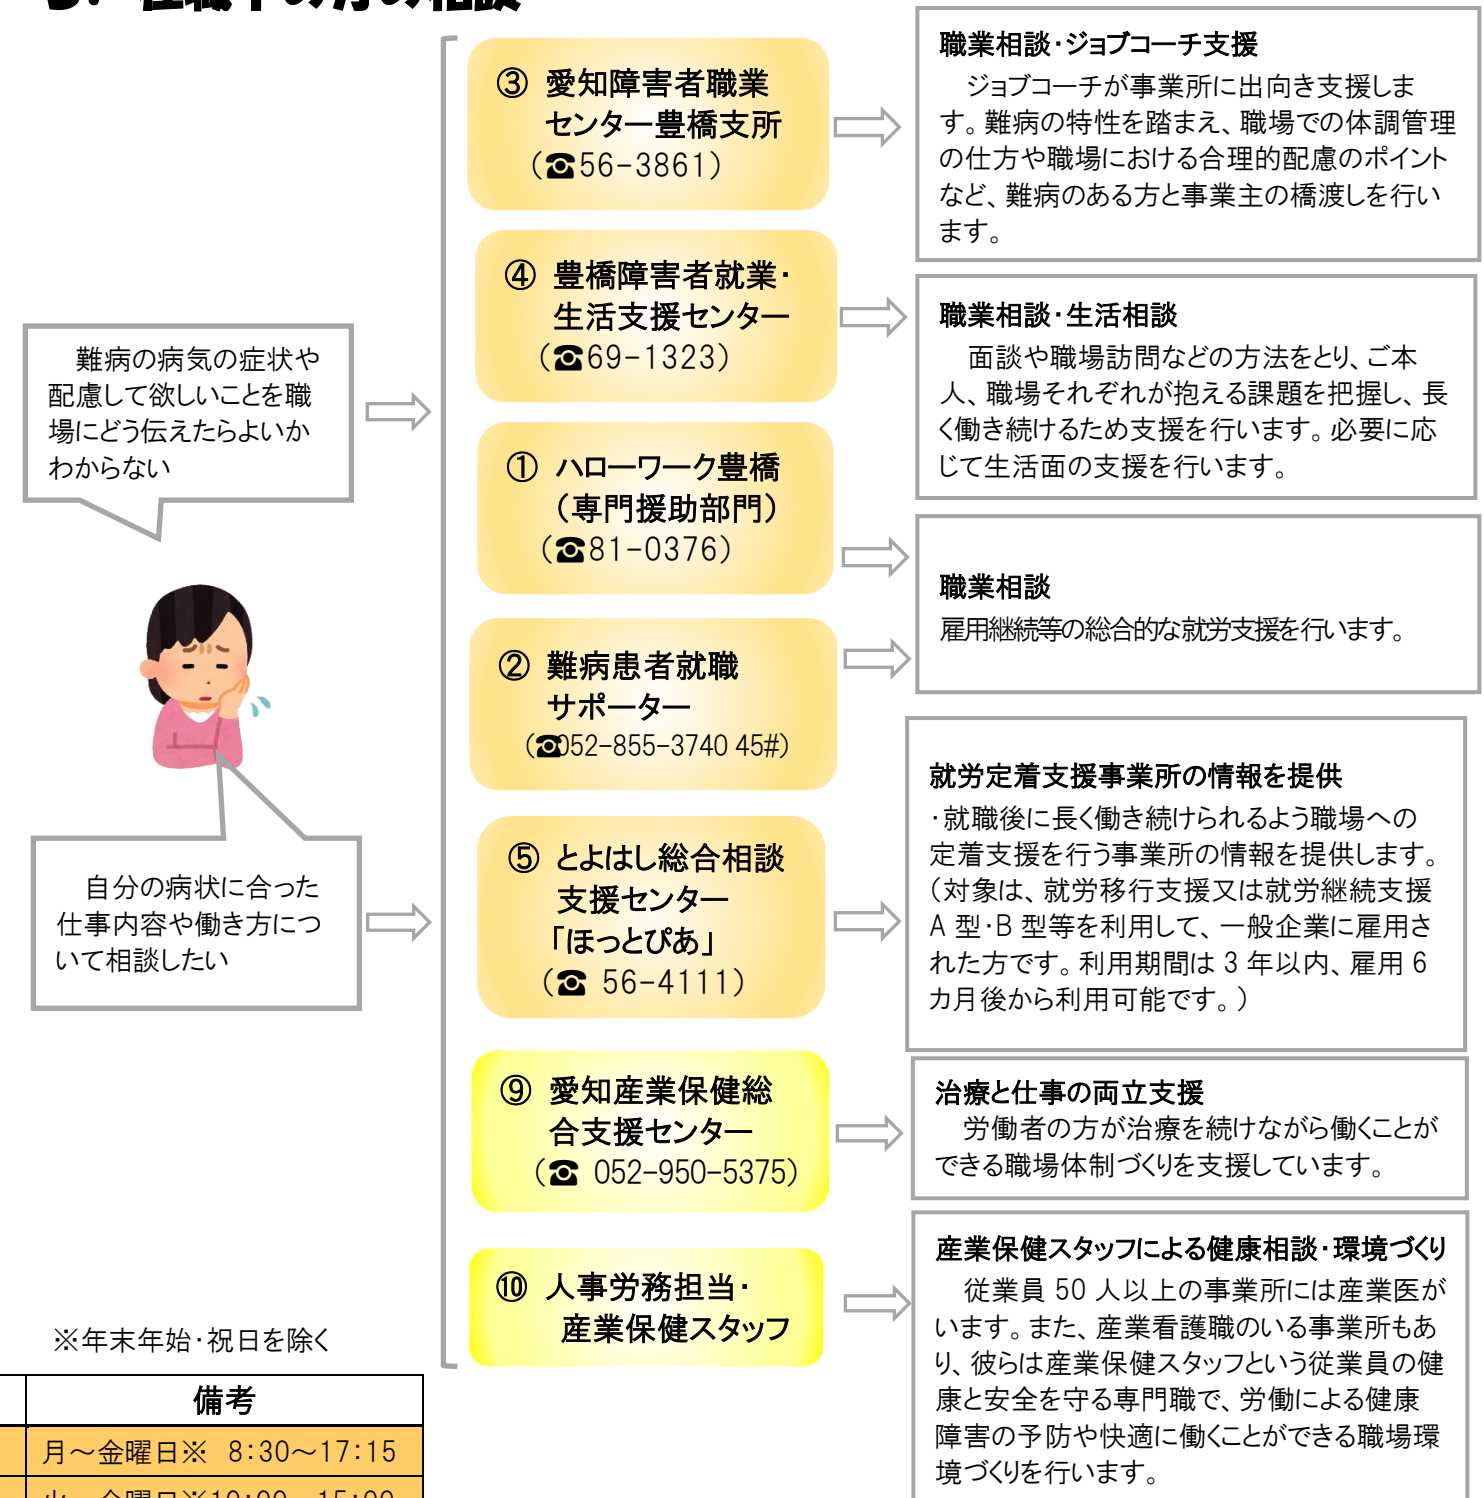 在職中の方の相談
難病の病気の症状や
配慮して欲しいことを職
場にどう伝えたらよいか
わからない
自分の病状に合った
仕事内容や働き方につ
いて相談したい
③ 愛知障害者職業
センター豊橋支所
(☎56-3861)
職業相談・ジョブコーチ支援
ジョブコーチが事業所に出向き支援しま
す。難病の特性を踏まえ、職場での体調管理
の仕方や職場における合理的配慮のポイント
など、難病のある方と事業主の橋渡しを行い
ます。
④ 豊橋障害者就業・
生活支援センター
(☎69-1323)
職業相談・生活相談
面談や職場訪問などの方法をとり、ご本
人、職場それぞれが抱える課題を把握し、長
く働き続けるため支援を行います。必要に応
じて生活面の支援を行います。
① ハローワーク豊橋
(専門援助部門)
(☎81-0376)
② 難病患者就職
サポーター
(☎052-855-3740 45#)
職業相談
雇用継続等の総合的な就労支援を行います。
⑤ とよはし総合相談
支援センター
「ほっとぴあ」
(☎ 56-4111)
就労定着支援事業所の情報を提供
・就職後に長く働き続けられるよう職場への
定着支援を行う事業所の情報を提供します。
(対象は、就労移行支援又は就労継続支援
A 型・B 型等を利用して、一般企業に雇用さ
れた方です。利用期間は 3 年以内、雇用 6
カ月後から利用可能です。)
⑨ 愛知産業保健総
合支援センター
(☎ 052-950-5375)
治療と仕事の両立支援
労働者の方が治療を続けながら働くことが
できる職場体制づくりを支援しています。
⑩ 人事労務担当・
産業保健スタッフ
産業保健スタッフによる健康相談・環境づくり
従業員 50 人以上の事業所には産業医が
います。また、産業看護職のいる事業所もあ
り、彼らは産業保健スタッフという従業員の健
康と安全を守る専門職で、労働による健康
障害の予防や快適に働くことができる職場環
境づくりを行います。
※年末年始・祝日を除く
備考
月～金曜日※ 8:30～17:15